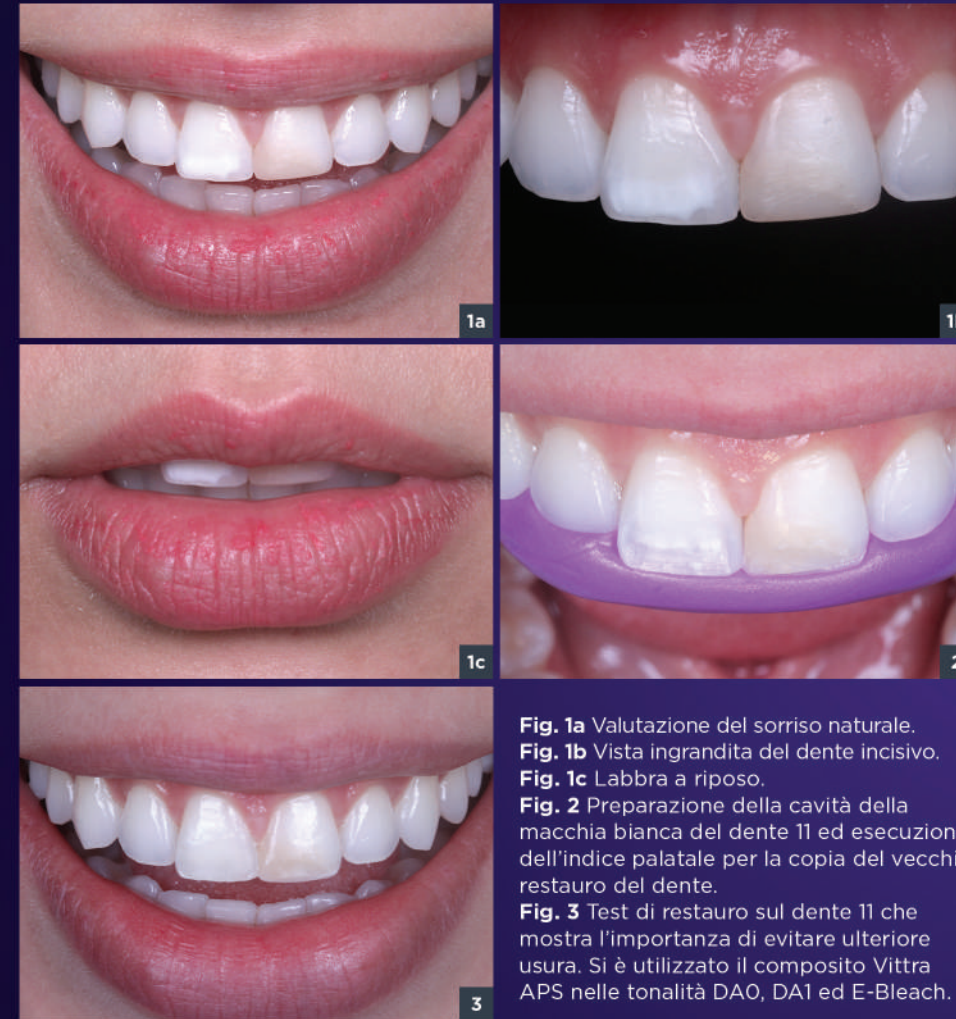 1a
1c
3
Fig. 1a Valutazione del sorriso naturale.
Fig. 1b Vista ingrandita del dente incisivo.
Fig. 1c Labbra a riposo.
Fig. 2 Preparazione della cavità della
macchia bianca del dente 11 ed esecuzion
dell'indice palatale per la copia del vecchi
restauro del dente.
Fig. 3 Test di restauro sul dente 11 che
mostra l'importanza di evitare ulteriore
usura. Si è utilizzato il composito Vittra
APS nelle tonalità DA0, DA1 ed E-Bleach.